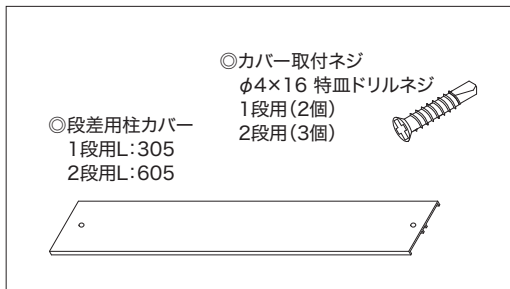 ◎カバー取付ネジ
φ4×16 特皿ドリルネジ
1段用(2個)
2段用(3個)
◎段差用柱カバー
1段用L:305
2段用L:605